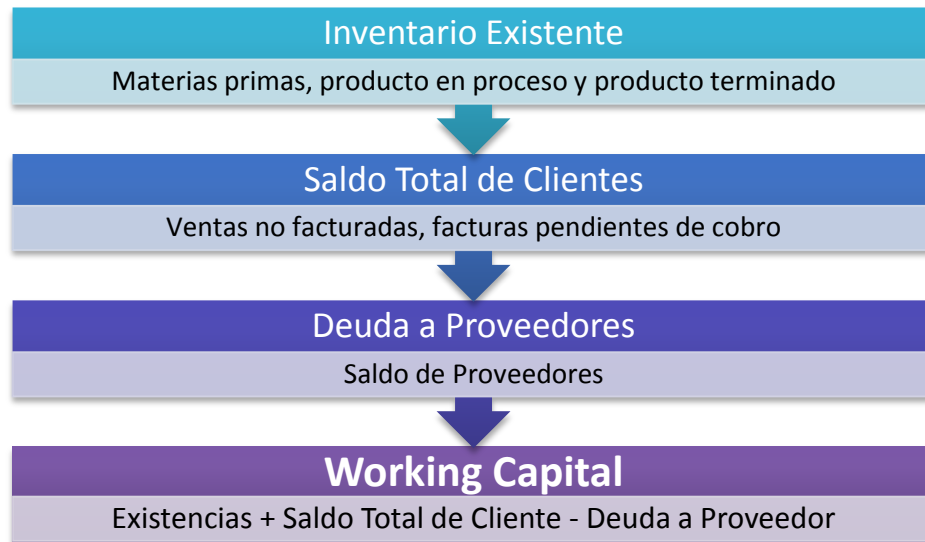 Inventario Existente
Materias primas, producto en proceso y producto terminado
Saldo Total de Clientes
Ventas no facturadas, facturas pendientes de cobro
Deuda a Proveedores
Saldo de Proveedores
Working Capital
Existencias + Saldo Total de Cliente - Deuda a Proveedor